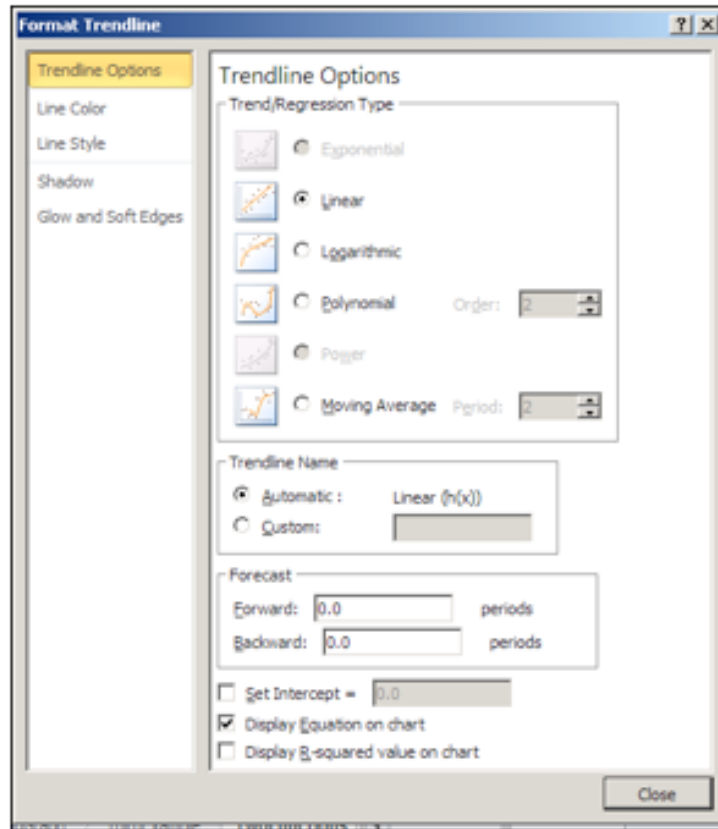 Format Trendline
Trendline Options
Line Color
Line Style
Shadow
Glow and Soft Edges
Trendline Options
Trend/Regression Type
Exponential
Linear
Logarithmic
Polynomial Order: 2
Power
Moving Average Period: 2
Trendline Name
Automatic : Linear (h(x))
Custom:
Forecast
Forward: 0.0 periods
Backward: 0.0 periods
Set Intercept = 0.0
Display Equation on chart
Display R-squared value on chart
Close